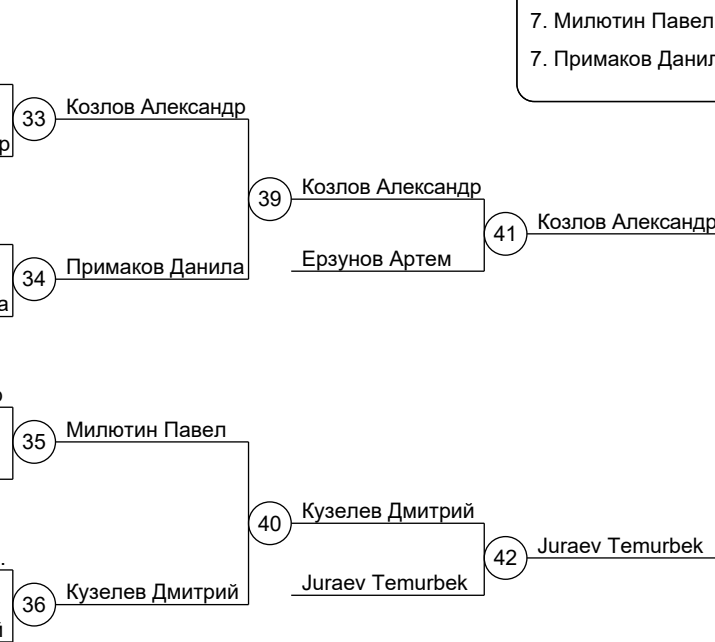 7. Милютин Павел
7. Примаков Данил
33 Козлов Александр
р
39 Козлов Александр
41 Козлов Александр
Ерзунов Артем
34 Примаков Данила
а
35 Милютин Павел
40 Кузелев Дмитрий
42 Juraev Temurbek
Juraev Temurbek
.
36 Кузелев Дмитрий
й